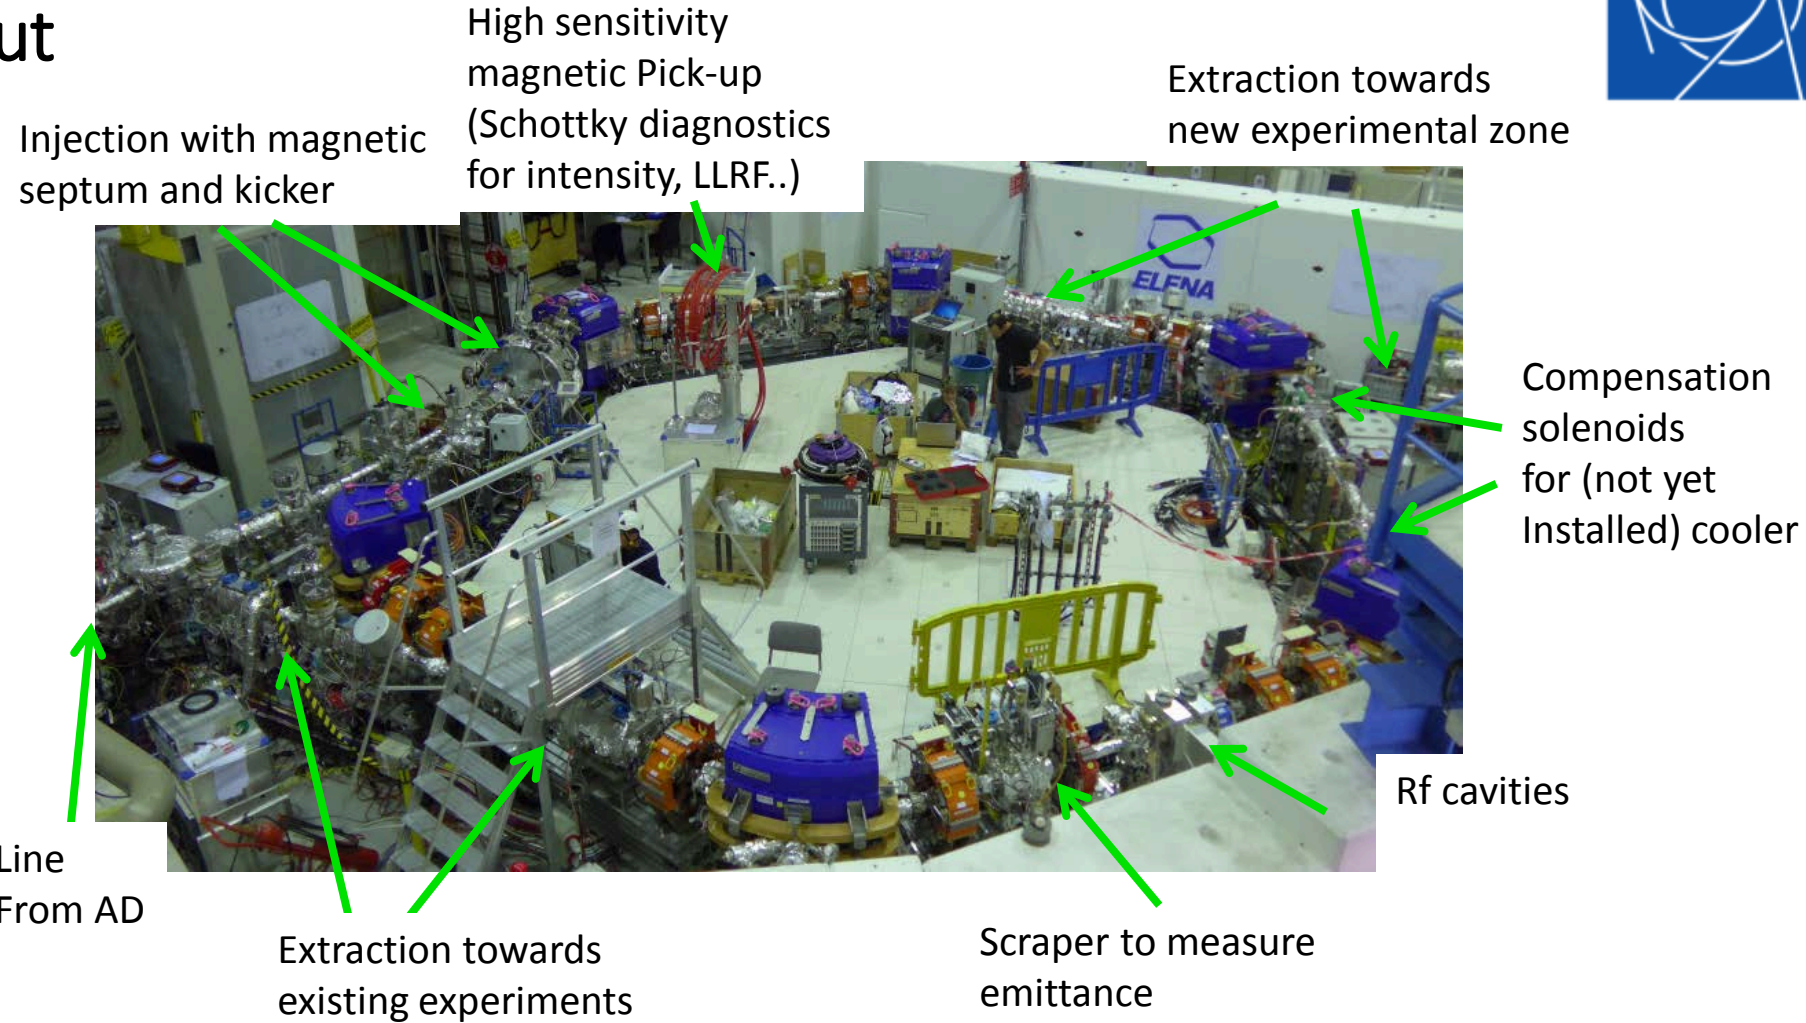 ut
High sensitivity
magnetic Pick-up
(Schottky diagnostics
for intensity, LLRF..)
Extraction towards
new experimental zone
Injection with magnetic
septum and kicker
ELENA
Compensation
solenoids
for (not yet
Installed) cooler
Rf cavities
Line
From AD
Extraction towards
existing experiments
Scraper to measure
emittance